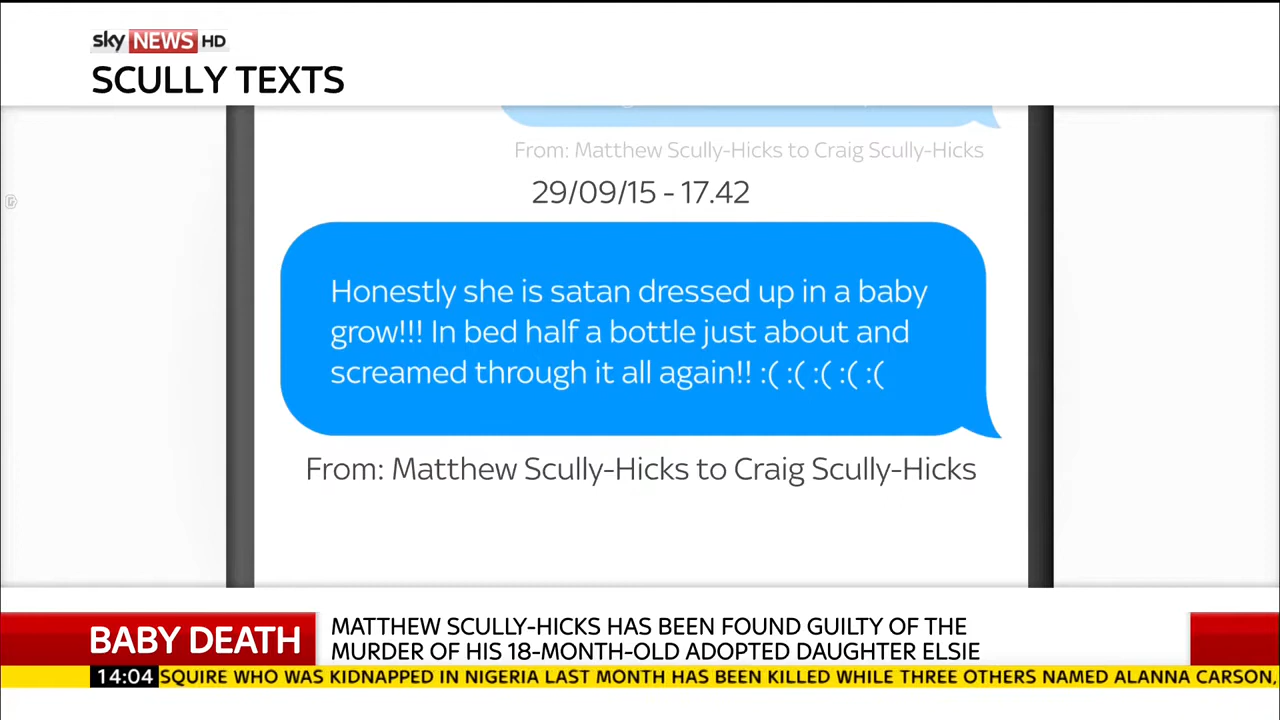 sky NEWS HD
SCULLY TEXTS
From: Matthew Scully-Hicks to Craig Scully-Hicks
29/09/15 - 17.42
Honestly she is satan dressed up in a baby
grow!!! In bed half a bottle just about and
screamed through it all again!! :( :( :( :( :(
From: Matthew Scully-Hicks to Craig Scully-Hicks
BABY DEATH
MATTHEW SCULLY-HICKS HAS BEEN FOUND GUILTY OF THE
MURDER OF HIS 18-MONTH-OLD ADOPTED DAUGHTER ELSIE
14:04 SQUIRE WHO WAS KIDNAPPED IN NIGERIA LAST MONTH HAS BEEN KILLED WHILE THREE OTHERS NAMED ALANNA CARSON,